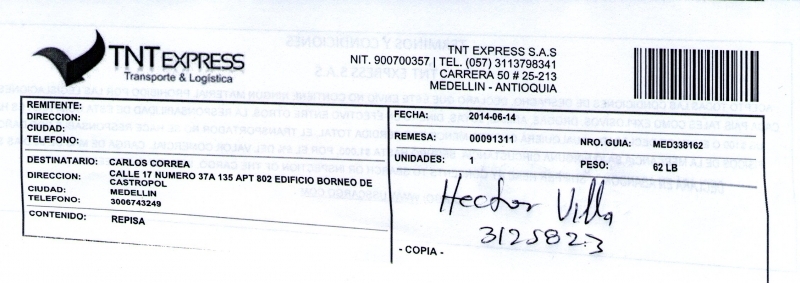 TNT EXPRESS
Transporte & Logística
TNT EXPRESS S.A.S
NIT. 900700357 | TEL. (057) 3113798341
CARRERA 50 # 25-213
MEDELLIN - ANTIOQUIA
REMITENTE:
DIRECCION:
CIUDAD:
TELEFONO:
DESTINATARIO: CARLOS CORREA
DIRECCION: CALLE 17 NUMERO 37A 135 APT 802 EDIFICIO BORNEO DE
CASTROPOL
CIUDAD: MEDELLIN
TELEFONO: 3006743249
CONTENIDO: REPISA
FECHA: 2014-06-14
REMESA: 00091311 NRO. GUIA: MED338162
UNIDADES: 1 PESO: 62 LB
Hector Villa
3125823
- COPIA -